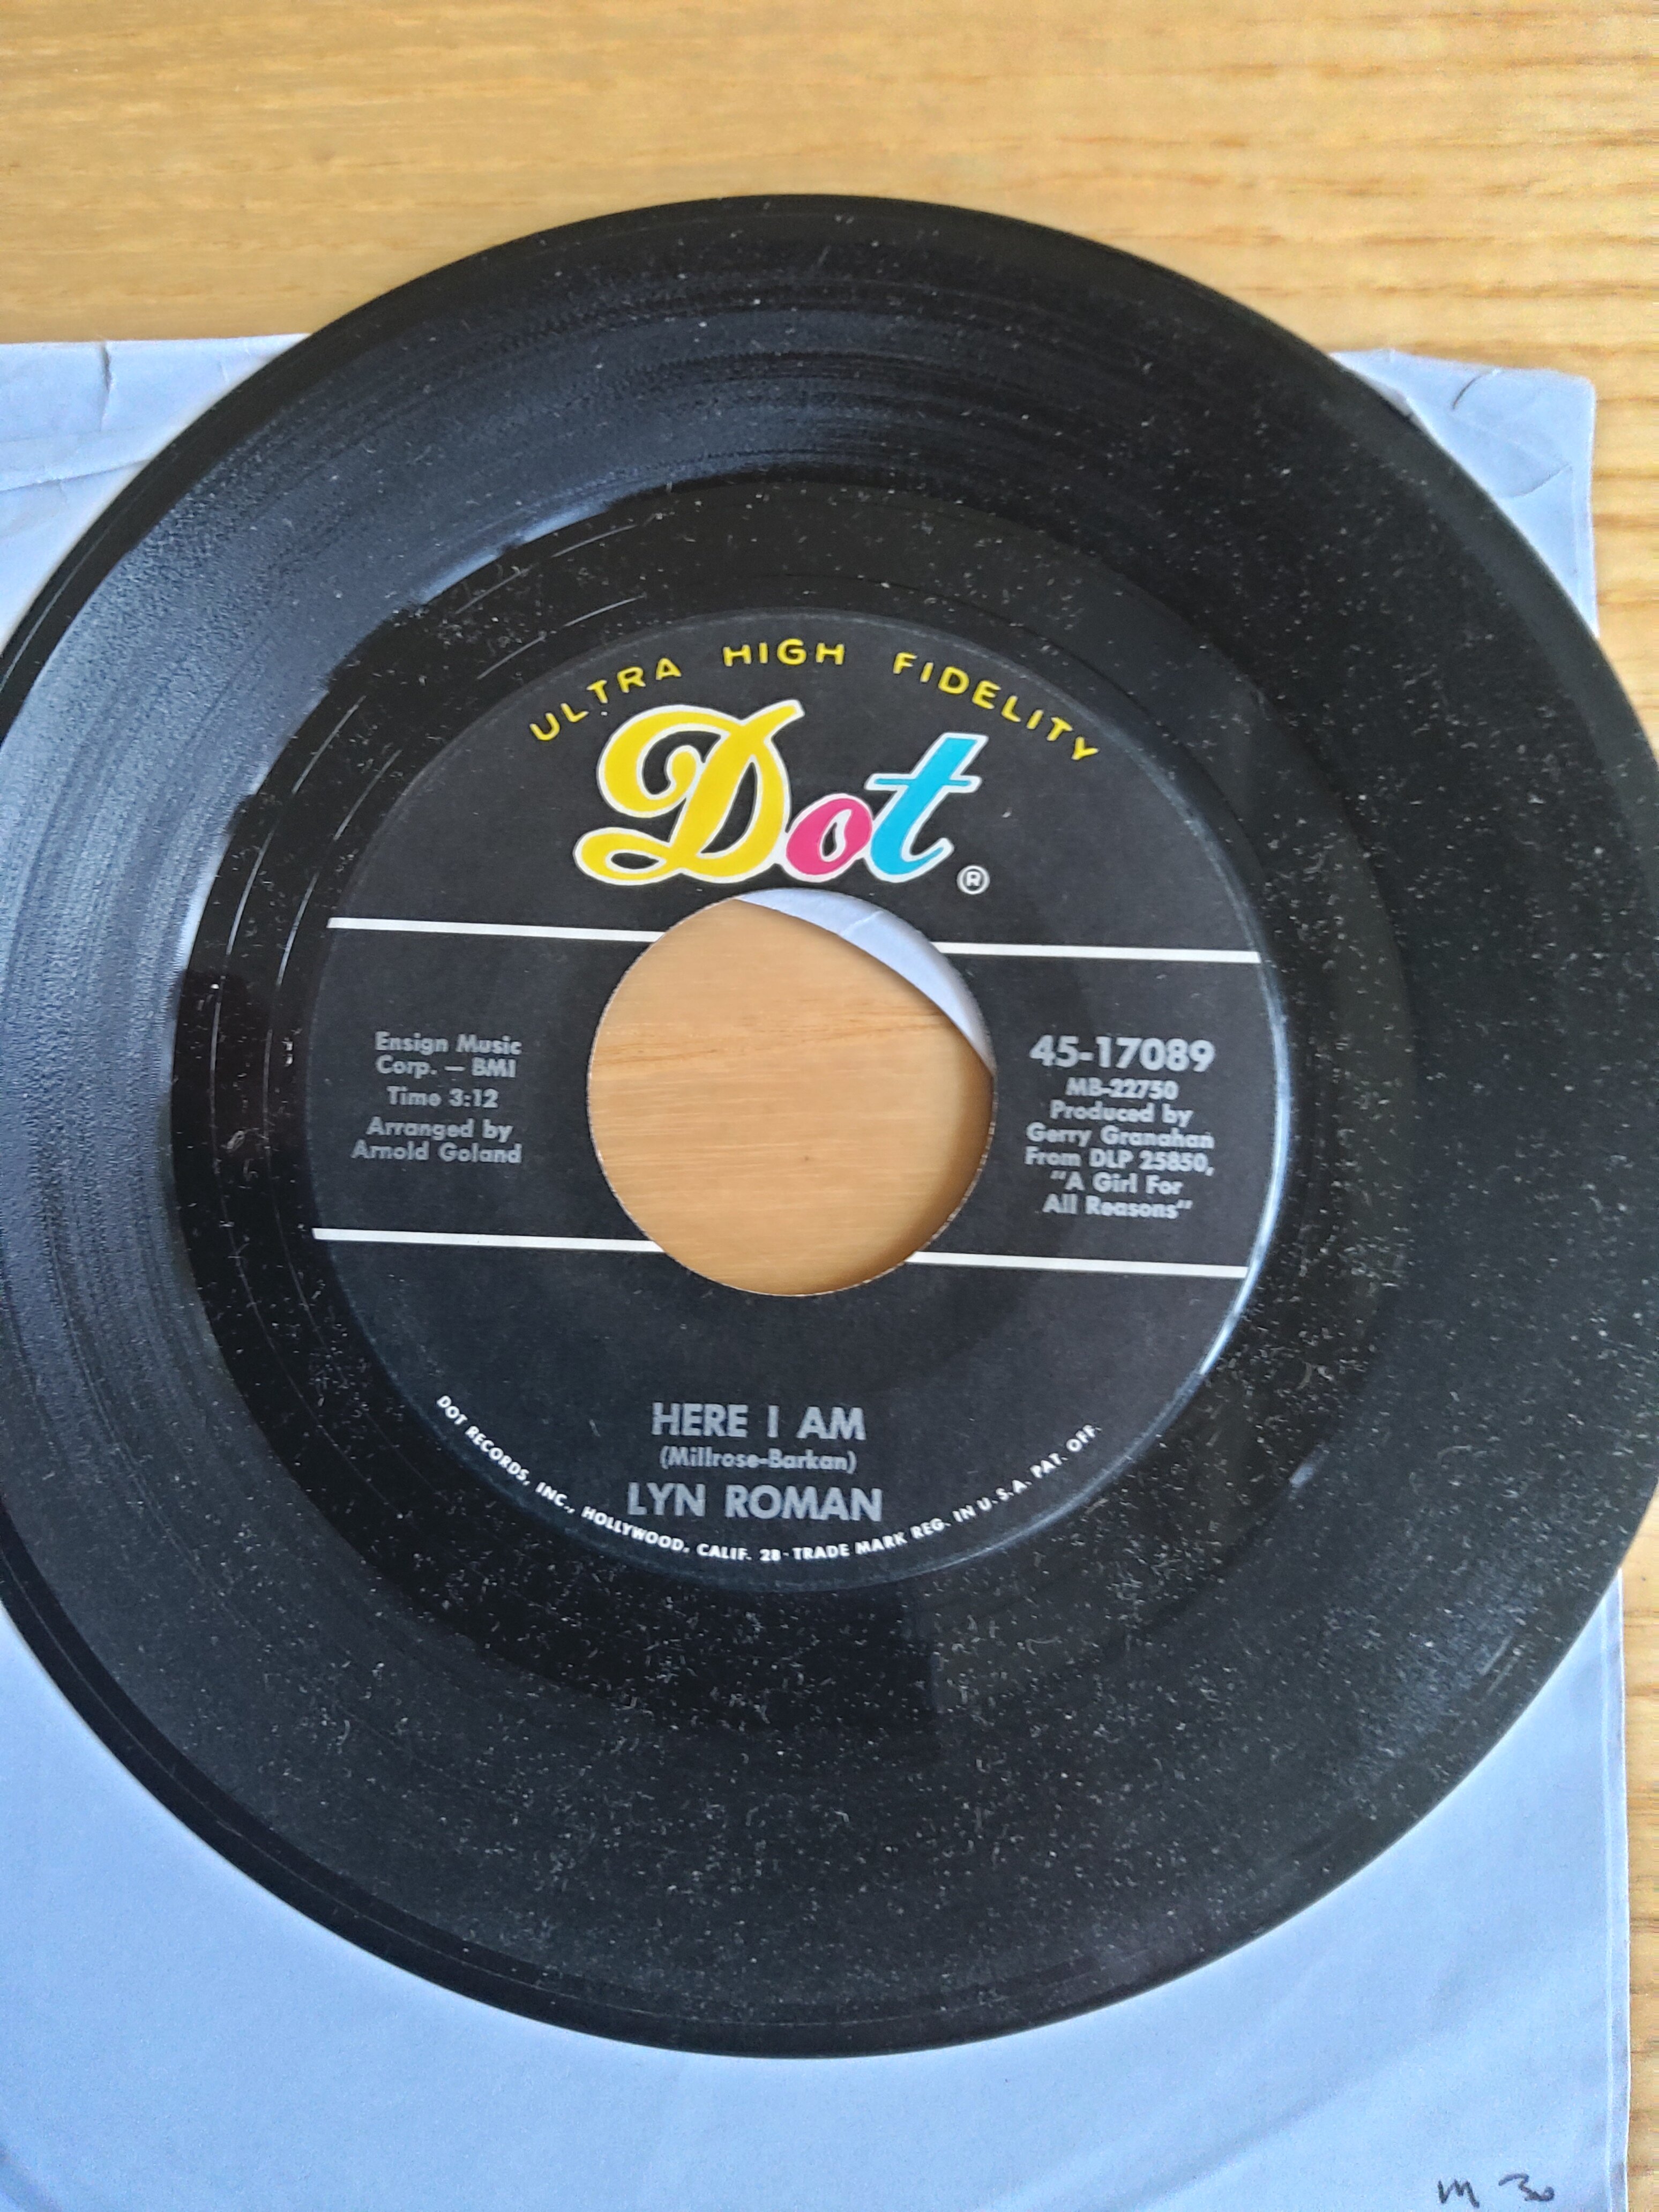 ULTRA HIGH FIDELITY
Dot ®
Ensign Music
Corp. — BMI
Time 3:12
Arranged by
Arnold Goland
45-17089
MB-22750
Produced by
Gerry Granahan
From DLP 25850,
"A Girl For
All Reasons"
HERE I AM
(Millrose-Barkan)
LYN ROMAN
DOT RECORDS, INC., HOLLYWOOD, CALIF. 28 - TRADE MARK REG. IN U.S.A. PAT. OFF.
M 30